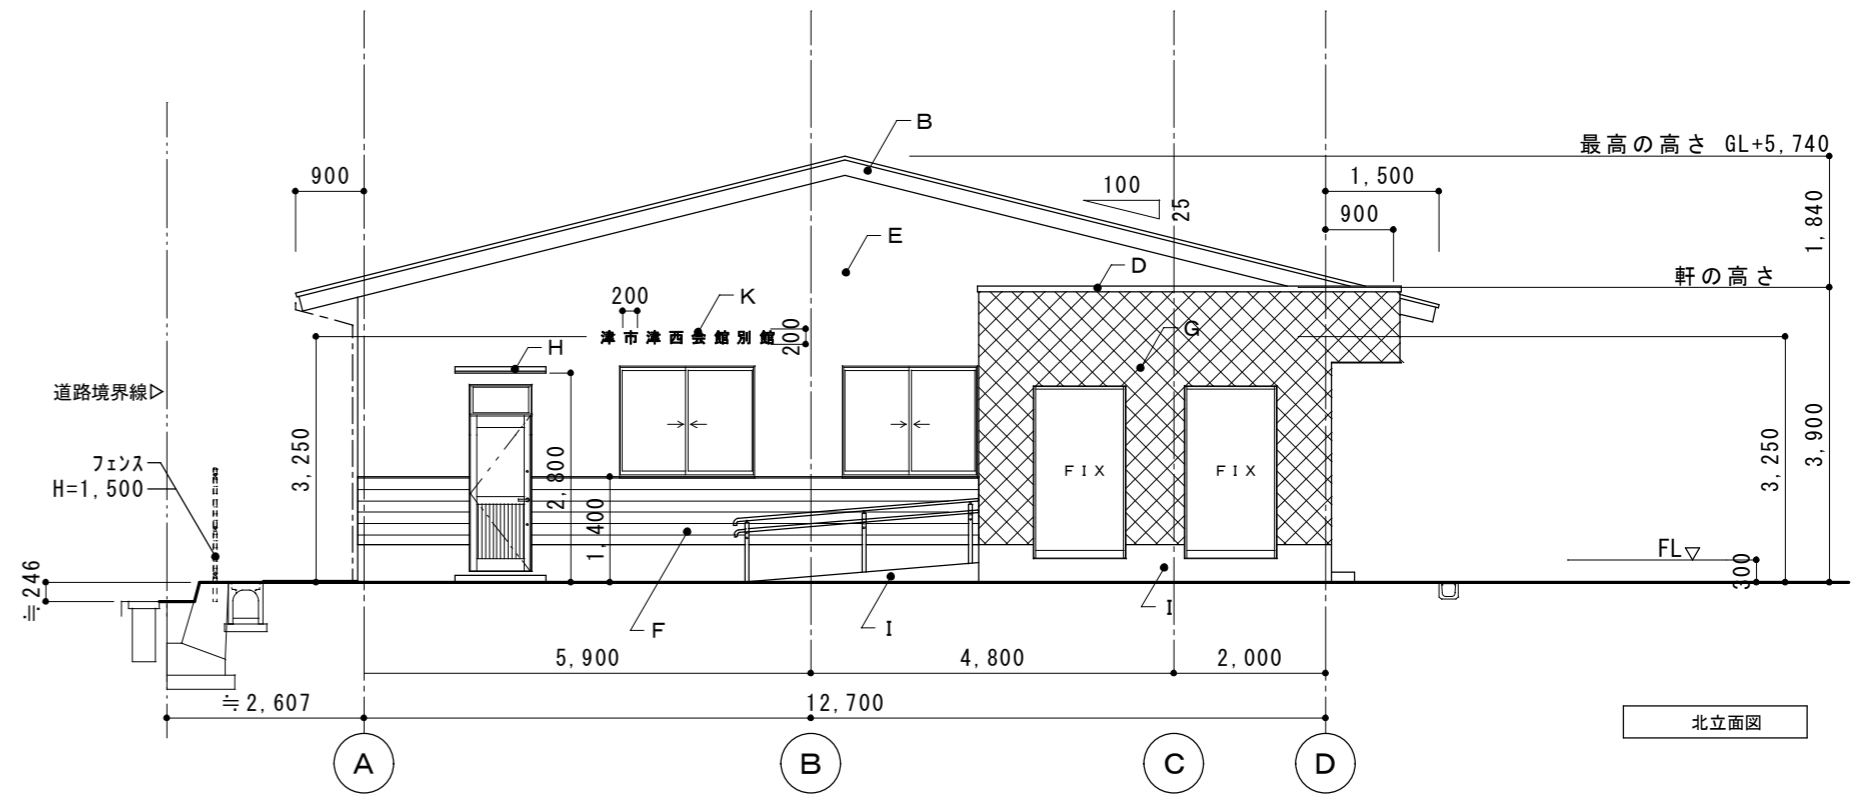 B
最高の高さ GL+5,740
900
100
25
1,500
900
1,840
E
D
軒の高さ
200
K
津市津西会館別館
200
G
H
道路境界線▷
3,250
フェンス
H=1,500
2,800
1,400
FIX
FIX
3,250
3,900
FL▽
300
≒246
F
I
I
5,900
4,800
2,000
≒2,607
12,700
A
B
C
D
北立面図